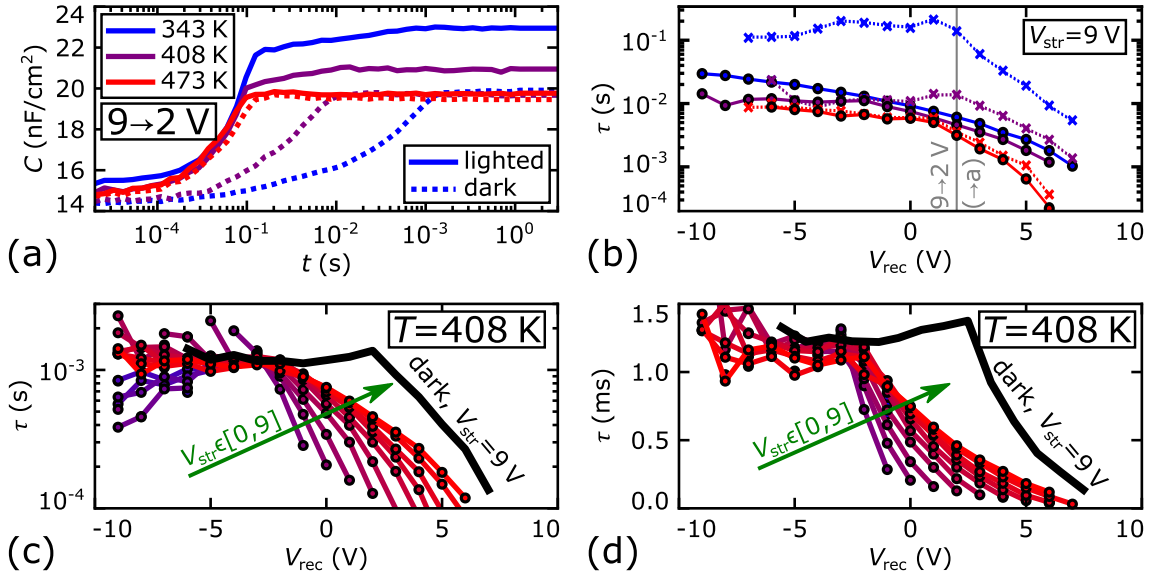 24
22
20
18
16
14
C (nF/cm²)
343 K
408 K
473 K
9→2 V
lighted
dark
10⁻⁴ 10⁻¹ 10⁻² 10⁻³ 10⁰
t (s)
(a)
10⁻¹
10⁻²
10⁻³
10⁻⁴
τ (s)
V_str=9 V
9→2 V
(→a)
-10 -5 0 5 10
V_rec (V)
(b)
10⁻³
10⁻⁴
τ (s)
T=408 K
dark, V_str=9 V
V_strϵ[0,9]
-10 -5 0 5 10
V_rec (V)
(c)
1.5
1.0
0.5
0.0
τ (ms)
T=408 K
dark, V_str=9 V
V_strϵ[0,9]
-10 -5 0 5 10
V_rec (V)
(d)